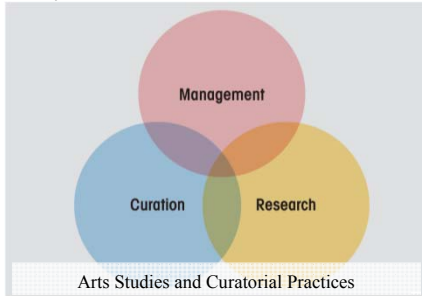 Management
Curation Research
Arts Studies and Curatorial Practices